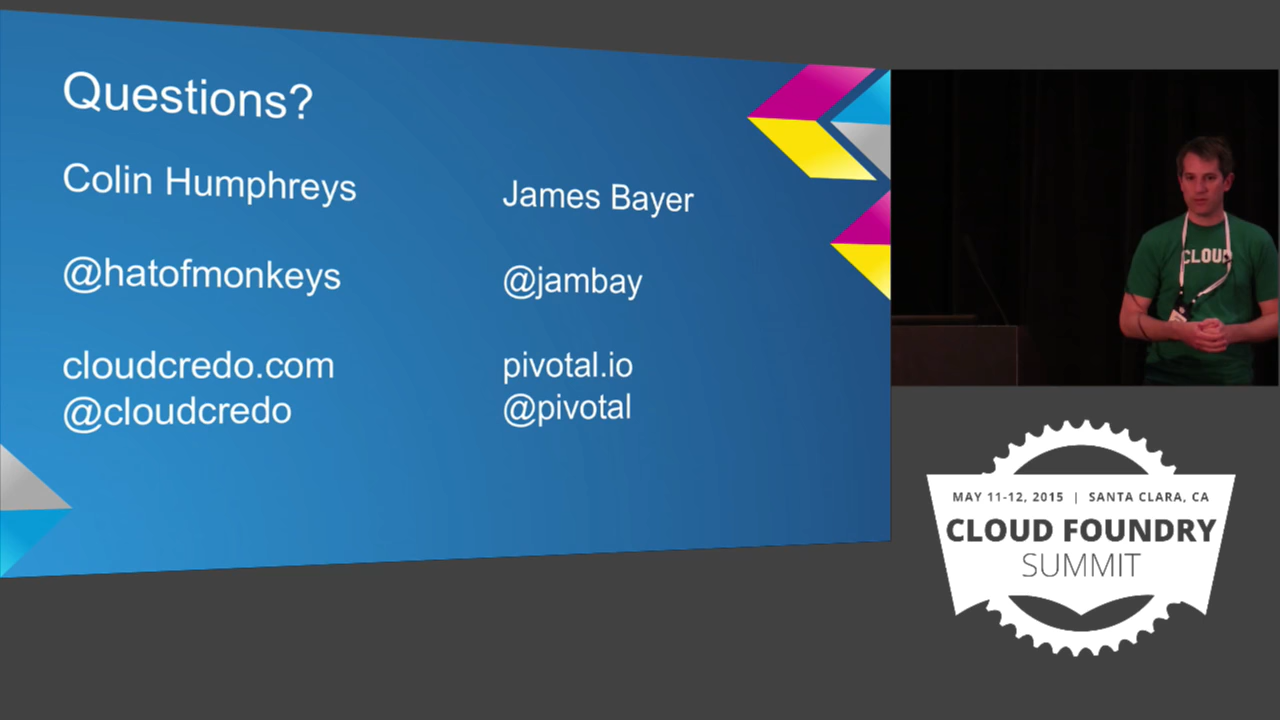 Questions?
Colin Humphreys
James Bayer
@hatofmonkeys
@jambay
cloudcredo.com
@cloudcredo
pivotal.io
@pivotal
CLOUD
MAY 11-12, 2015 | SANTA CLARA, CA
CLOUD FOUNDRY
SUMMIT